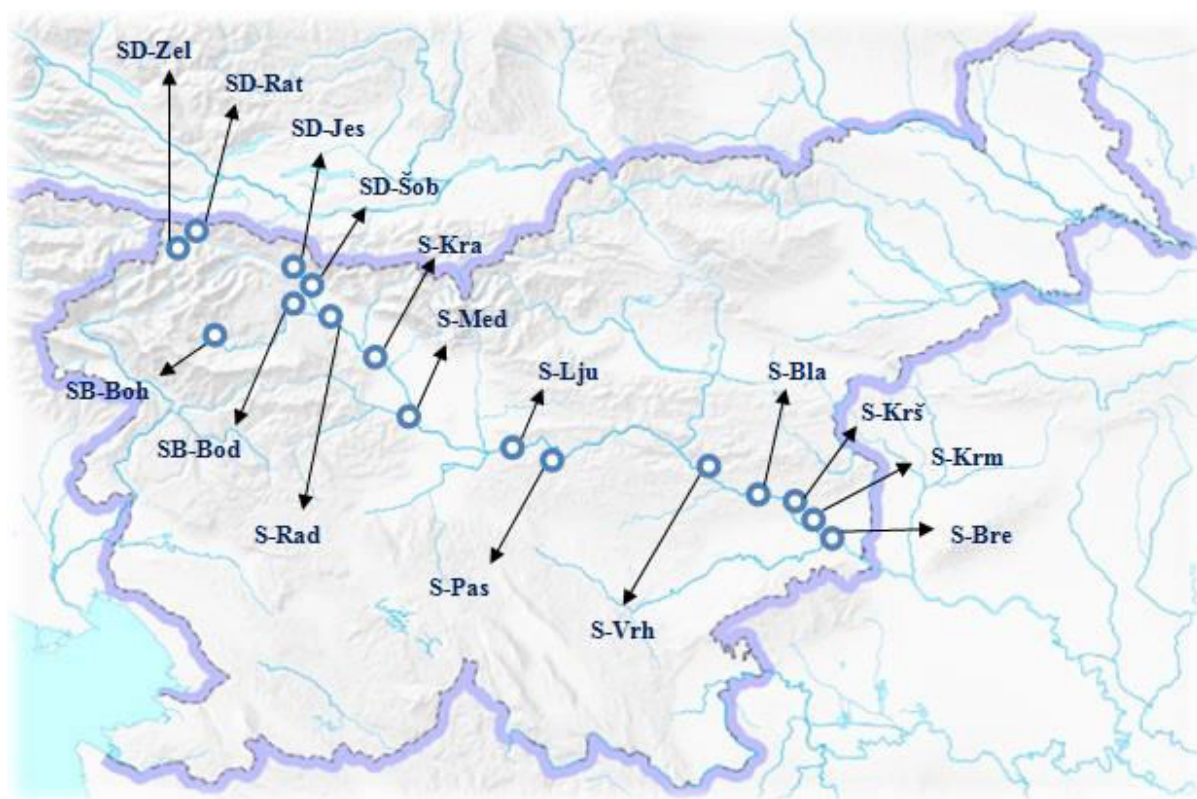 SD-Zel
SD-Rat
SD-Jes
SD-Šob
S-Kra
S-Med
SB-Boh
S-Lju
S-Bla
S-Krš
SB-Bod
S-Krm
S-Rad
S-Bre
S-Pas
S-Vrh